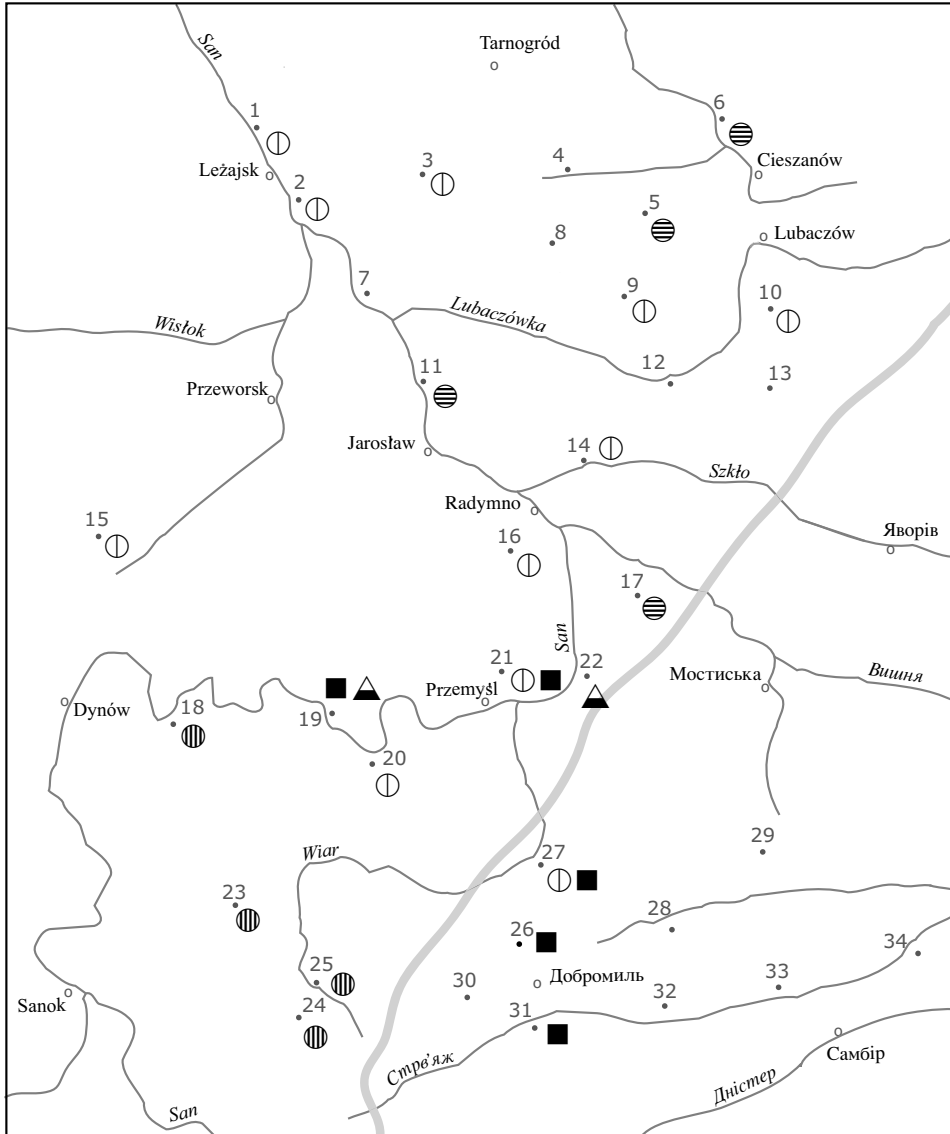 San
Tarnogród
1
6
3
4
Cieszanów
Leżajsk
2
5
8
Lubaczów
7
9
10
Wisłok
Lubaczówka
11
12
13
Przeworsk
Jarosław
14
Szkło
Radymno
15
16
Яворів
17
San
21
22
Przemyśl
Мостиська
Вишня
Dynów
18
19
20
Wiar
27
29
23
28
26
34
25
Добромиль
30
33
Sanok
24
31
32
Стрв’яж
Самбір
Дністер
San